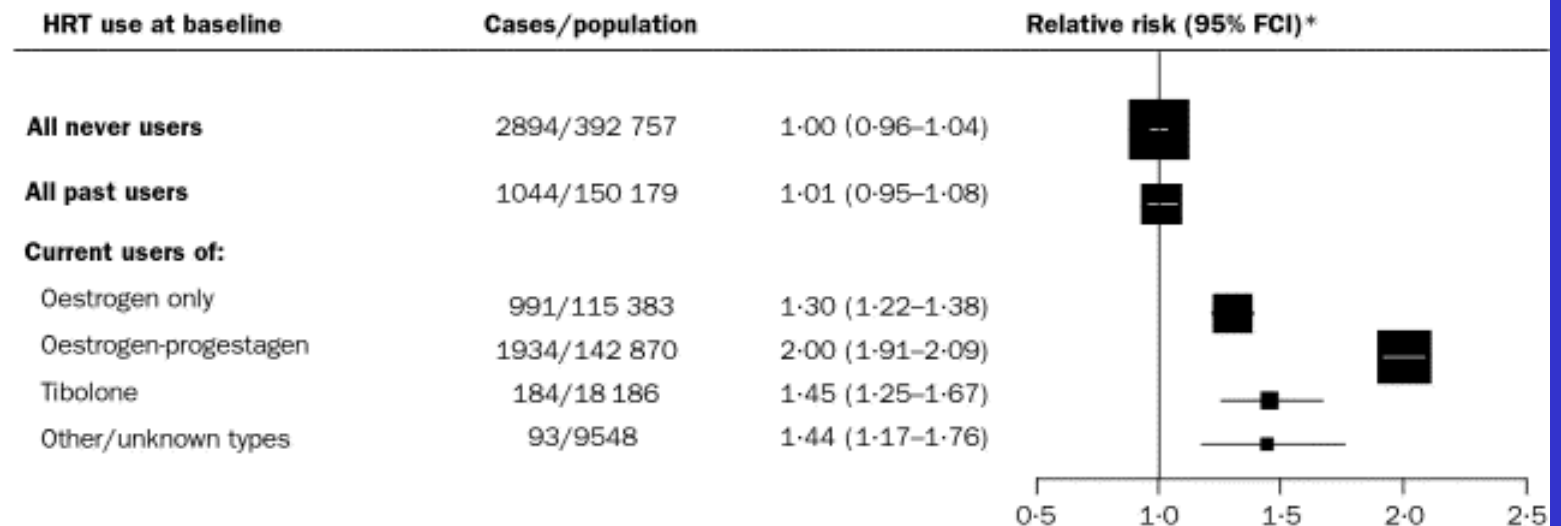 HRT use at baseline Cases/population Relative risk (95% FCI)*
All never users 2894/392 757 1·00 (0·96–1·04)
All past users 1044/150 179 1·01 (0·95–1·08)
Current users of:
Oestrogen only 991/115 383 1·30 (1·22–1·38)
Oestrogen-progestagen 1934/142 870 2·00 (1·91–2·09)
Tibolone 184/18 186 1·45 (1·25–1·67)
Other/unknown types 93/9548 1·44 (1·17–1·76)
0·5 1·0 1·5 2·0 2·5